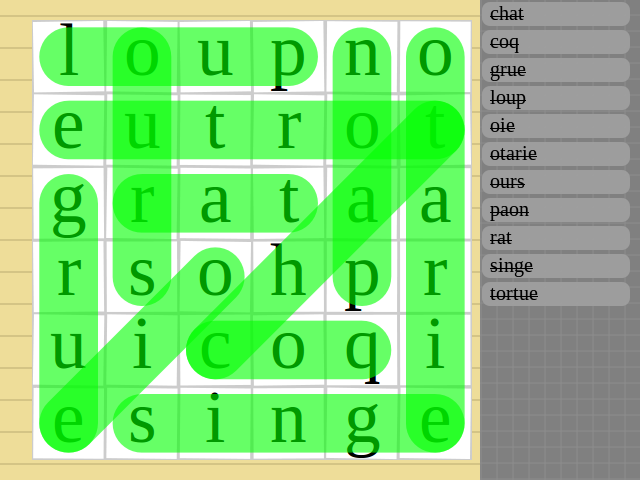 l o u p n o
e u t r o t
g r a t a a
r s o h p r
u i c o q i
e s i n g e
chat
coq
grue
loup
oie
otarie
ours
paon
rat
singe
tortue